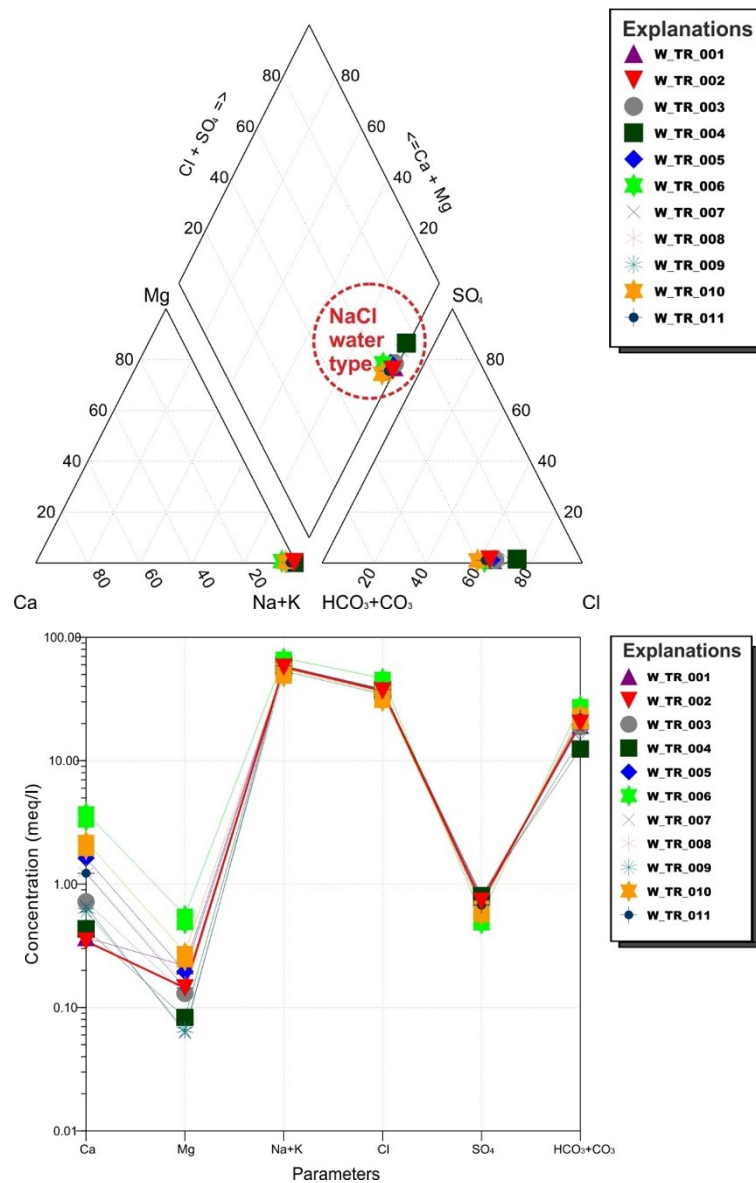 80
80
60
60
40
40
20
20
Cl + SO₄ =>
<=Ca + Mg
Mg
SO₄
NaCl
water
type
80
60
40
20
80
60
40
20
80
60
40
20
20
40
60
80
Ca
Na+K
HCO₃+CO₃
Cl
Explanations
W_TR_001
W_TR_002
W_TR_003
W_TR_004
W_TR_005
W_TR_006
W_TR_007
W_TR_008
W_TR_009
W_TR_010
W_TR_011
100.00
10.00
1.00
0.10
0.01
Concentration (meq/l)
Ca
Mg
Na+K
Cl
SO₄
HCO₃+CO₃
Parameters
Explanations
W_TR_001
W_TR_002
W_TR_003
W_TR_004
W_TR_005
W_TR_006
W_TR_007
W_TR_008
W_TR_009
W_TR_010
W_TR_011